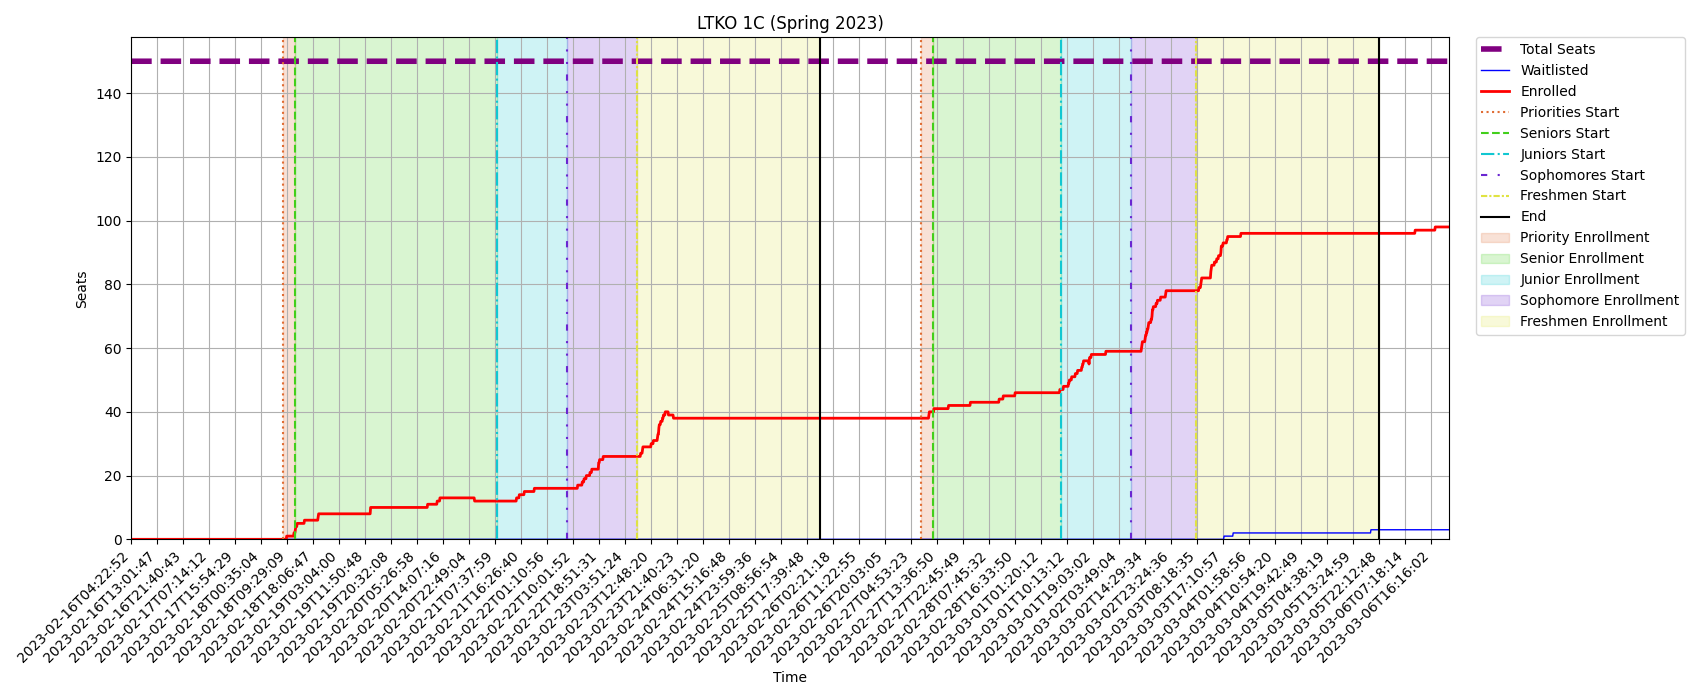 LTKO 1C (Spring 2023)
Total Seats
Waitlisted
Enrolled
Priorities Start
Seniors Start
Juniors Start
Sophomores Start
Freshmen Start
End
Priority Enrollment
Senior Enrollment
Junior Enrollment
Sophomore Enrollment
Freshmen Enrollment
Seats
140
120
100
80
60
40
20
0
2023-02-16T04:22:52
2023-02-16T13:01:47
2023-02-16T21:40:43
2023-02-17T07:14:12
2023-02-17T15:54:29
2023-02-18T00:35:04
2023-02-18T09:29:09
2023-02-18T18:06:47
2023-02-19T03:04:00
2023-02-19T11:50:48
2023-02-19T20:32:08
2023-02-20T05:26:58
2023-02-20T14:07:16
2023-02-20T22:49:04
2023-02-21T07:37:59
2023-02-21T16:26:40
2023-02-22T01:10:56
2023-02-22T10:01:52
2023-02-22T18:51:31
2023-02-23T03:51:24
2023-02-23T12:48:20
2023-02-23T21:40:23
2023-02-24T06:31:20
2023-02-24T15:16:48
2023-02-24T23:59:36
2023-02-25T08:56:54
2023-02-25T17:39:48
2023-02-26T02:21:18
2023-02-26T11:22:55
2023-02-26T20:03:05
2023-02-27T04:53:23
2023-02-27T13:36:50
2023-02-27T22:45:49
2023-02-28T07:45:32
2023-02-28T16:33:50
2023-03-01T01:20:12
2023-03-01T10:13:12
2023-03-01T19:03:02
2023-03-02T03:49:04
2023-03-02T14:29:34
2023-03-02T23:24:36
2023-03-03T08:18:35
2023-03-03T17:10:57
2023-03-04T01:58:56
2023-03-04T10:54:20
2023-03-04T19:42:49
2023-03-05T04:38:19
2023-03-05T13:24:59
2023-03-05T22:12:48
2023-03-06T07:18:14
2023-03-06T16:16:02
Time